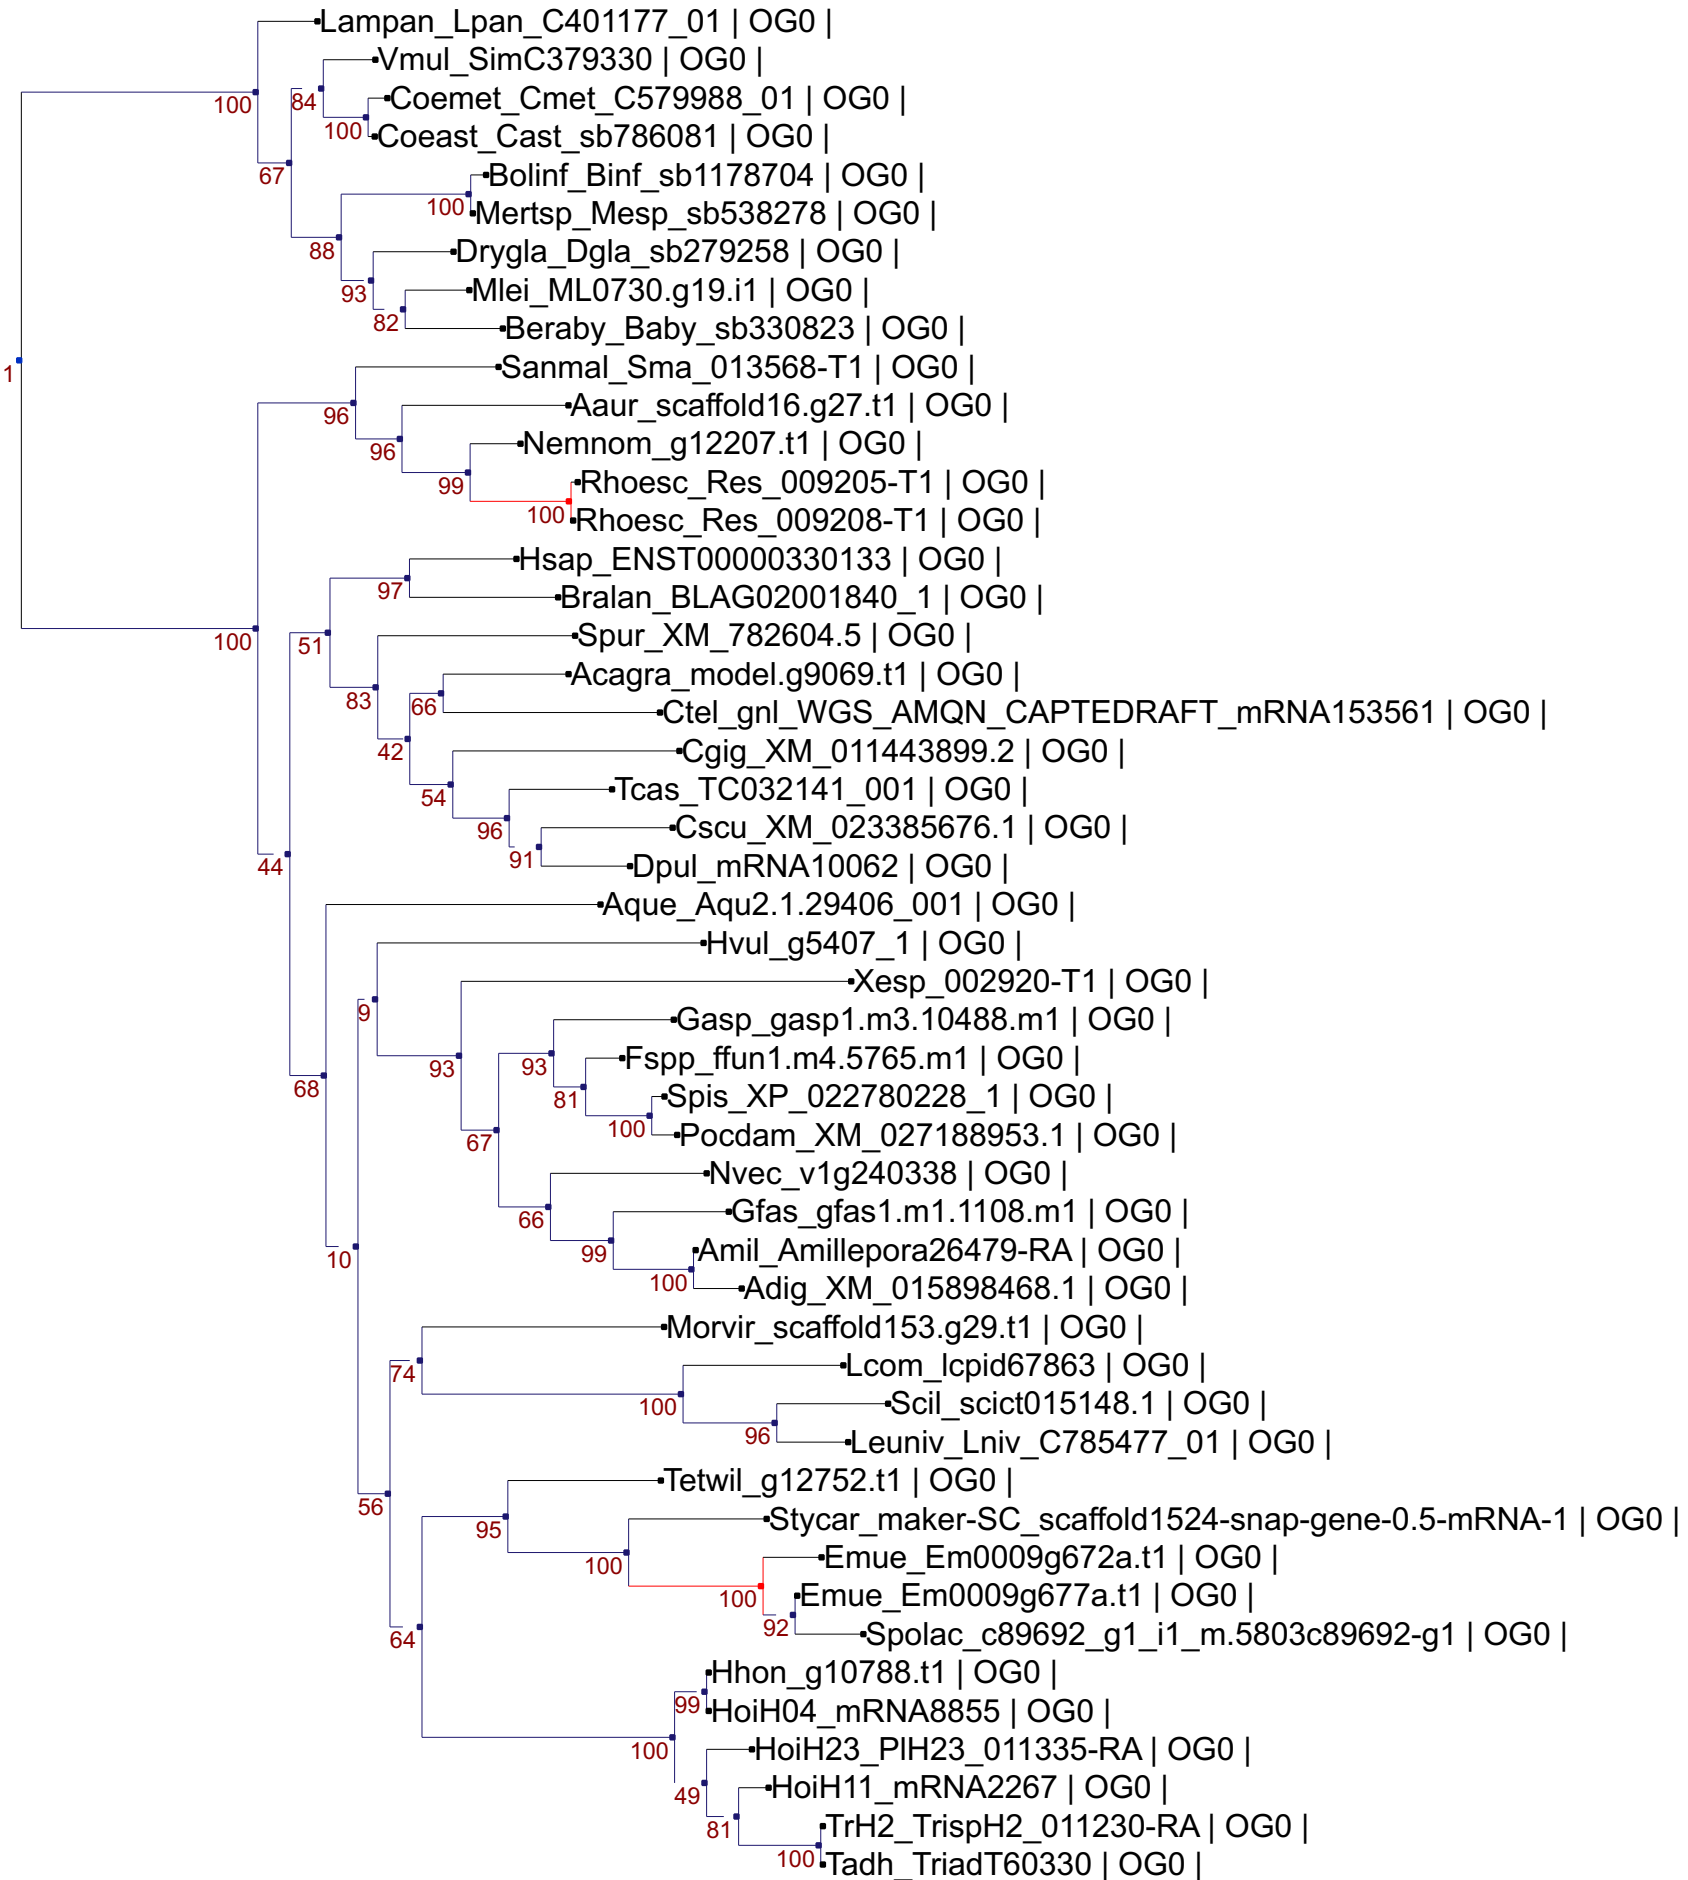 Lampan_Lpan_C401177_01 | OG0 |
Vmul_SimC379330 | OG0 |
100
84
Coemet_Cmet_C579988_01 | OG0 |
100
Coeast_Cast_sb786081 | OG0 |
67
Bolinf_Binf_sb1178704 | OG0 |
100
Mertsp_Mesp_sb538278 | OG0 |
88
Drygla_Dgla_sb279258 | OG0 |
93
Mlei_ML0730.g19.i1 | OG0 |
82
Beraby_Baby_sb330823 | OG0 |
1
Sanmal_Sma_013568-T1 | OG0 |
96
Aaur_scaffold16.g27.t1 | OG0 |
96
Nemnom_g12207.t1 | OG0 |
99
Rhoesc_Res_009205-T1 | OG0 |
100
Rhoesc_Res_009208-T1 | OG0 |
Hsap_ENST00000330133 | OG0 |
97
Bralan_BLAG02001840_1 | OG0 |
100
51
Spur_XM_782604.5 | OG0 |
83
Acagra_model.g9069.t1 | OG0 |
66
Ctel_gnl_WGS_AMQN_CAPTEDRAFT_mRNA153561 | OG0 |
42
Cgig_XM_011443899.2 | OG0 |
54
Tcas_TC032141_001 | OG0 |
96
Cscu_XM_023385676.1 | OG0 |
91
44
Dpul_mRNA10062 | OG0 |
Aque_Aqu2.1.29406_001 | OG0 |
Hvul_g5407_1 | OG0 |
9
Xesp_002920-T1 | OG0 |
Gasp_gasp1.m3.10488.m1 | OG0 |
93
93
Fspp_ffun1.m4.5765.m1 | OG0 |
68
81
Spis_XP_022780228_1 | OG0 |
100
Pocdam_XM_027188953.1 | OG0 |
67
Nvec_v1g240338 | OG0 |
66
Gfas_gfas1.m1.1108.m1 | OG0 |
10
99
Amil_Amillepora26479-RA | OG0 |
100
Adig_XM_015898468.1 | OG0 |
Morvir_scaffold153.g29.t1 | OG0 |
74
Lcom_lcpid67863 | OG0 |
100
Scil_scict015148.1 | OG0 |
96
Leuniv_Lniv_C785477_01 | OG0 |
Tetwil_g12752.t1 | OG0 |
56
95
Stycar_maker-SC_scaffold1524-snap-gene-0.5-mRNA-1 | OG0 |
100
Emue_Em0009g672a.t1 | OG0 |
100
Emue_Em0009g677a.t1 | OG0 |
92
64
Spolac_c89692_g1_i1_m.5803c89692-g1 | OG0 |
Hhon_g10788.t1 | OG0 |
99
HoiH04_mRNA8855 | OG0 |
100
HoiH23_PlH23_011335-RA | OG0 |
49
HoiH11_mRNA2267 | OG0 |
81
TrH2_TrispH2_011230-RA | OG0 |
100
Tadh_TriadT60330 | OG0 |